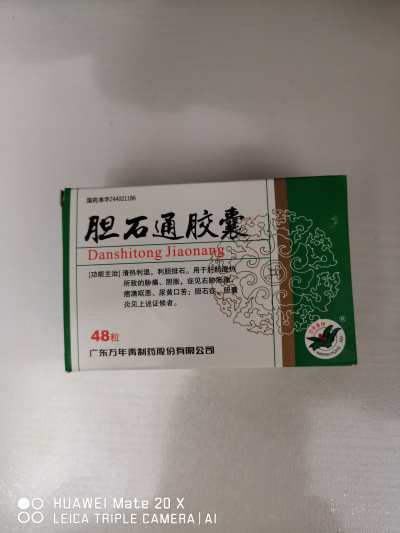 国药准字Z44021186
胆石通胶囊
Danshitong Jiaonang
[功能主治]清热利湿，利胆排石。用于肝胆湿热
所致的胁痛、胆胀，症见右胁胀痛、
痞满呕恶、尿黄口苦；胆石症、胆囊
炎见上述证候者。
48粒
广东万年青制药股份有限公司
®
HUAWEI Mate 20 X
LEICA TRIPLE CAMERA | AI